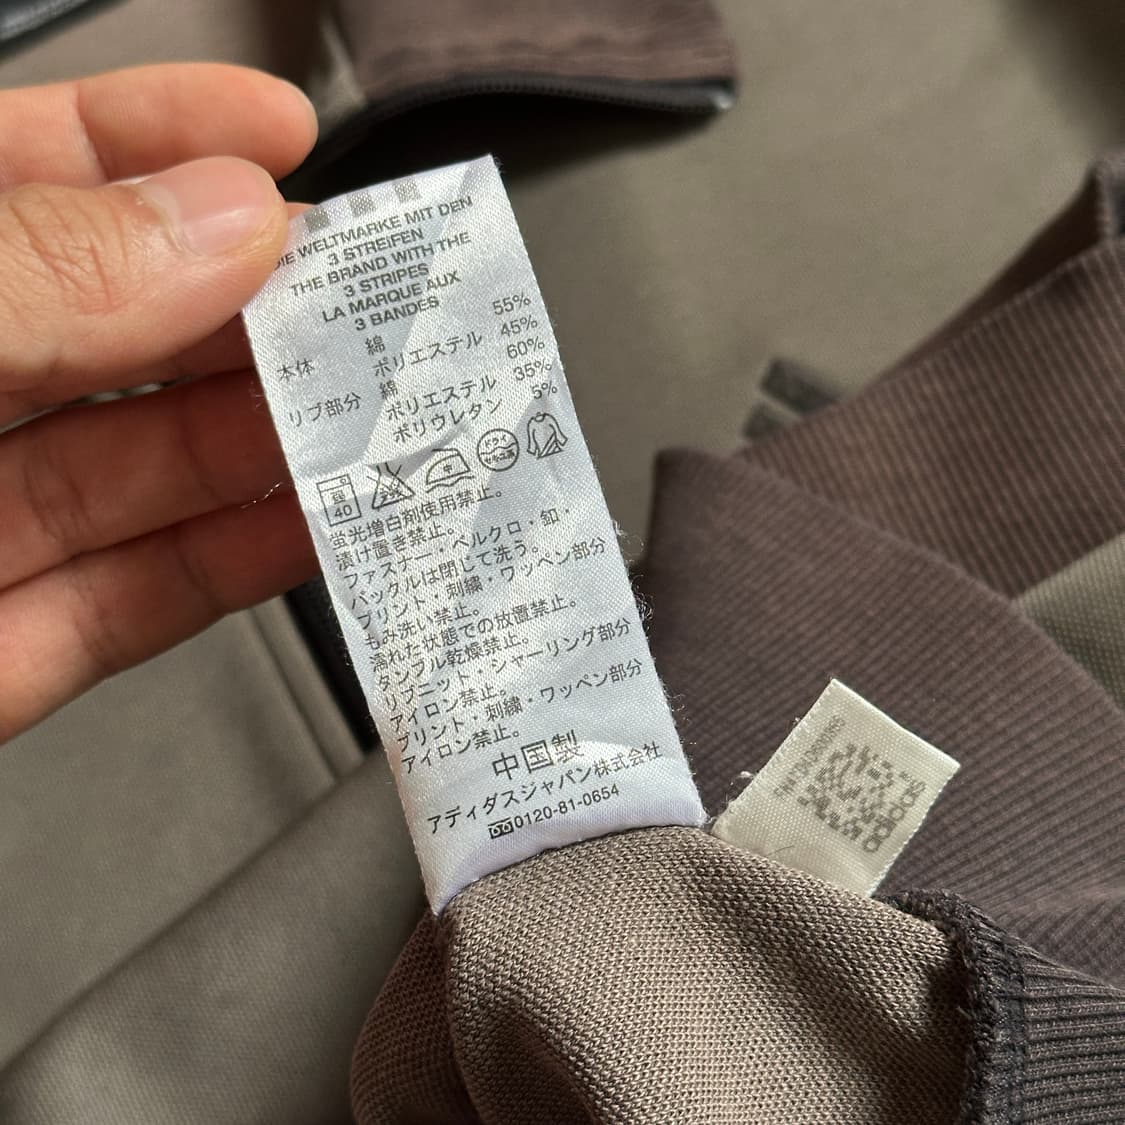 DIE WELTMARKE MIT DEN
3 STREIFEN
THE BRAND WITH THE
3 STRIPES
LA MARQUE AUX
3 BANDES
本体 綿 55%
ポリエステル 45%
リブ部分 綿 60%
ポリエステル 35%
ポリウレタン 5%
弱 40
蛍光増白剤使用禁止。
漬け置き禁止。
ファスナー・ベルクロ・釦・
バックルは閉じて洗う。
プリント・刺繍・ワッペン部分
もみ洗い禁止。
濡れた状態での放置禁止。
タンブル乾燥禁止。
リブニット・シャーリング部分
アイロン禁止。
プリント・刺繍・ワッペン部分
アイロン禁止。
中国製
アディダスジャパン株式会社
0120-81-0654